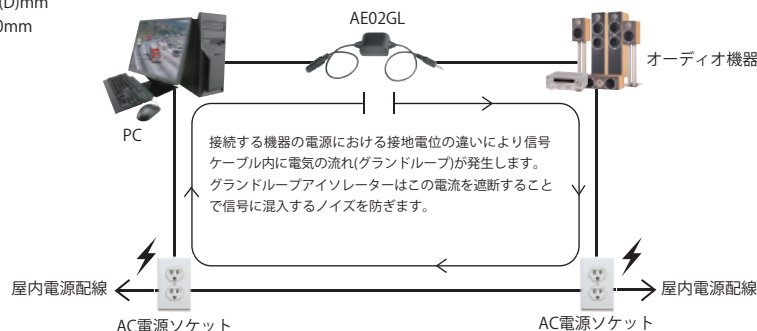 (D)mm
0mm
AE02GL
オーディオ機器
PC
接続する機器の電源における接地電位の違いにより信号
ケーブル内に電気の流れ(グランドループ)が発生します。
グランドループアイソレーターはこの電流を遮断すること
で信号に混入するノイズを防ぎます。
屋内電源配線
屋内電源配線
AC電源ソケット
AC電源ソケット